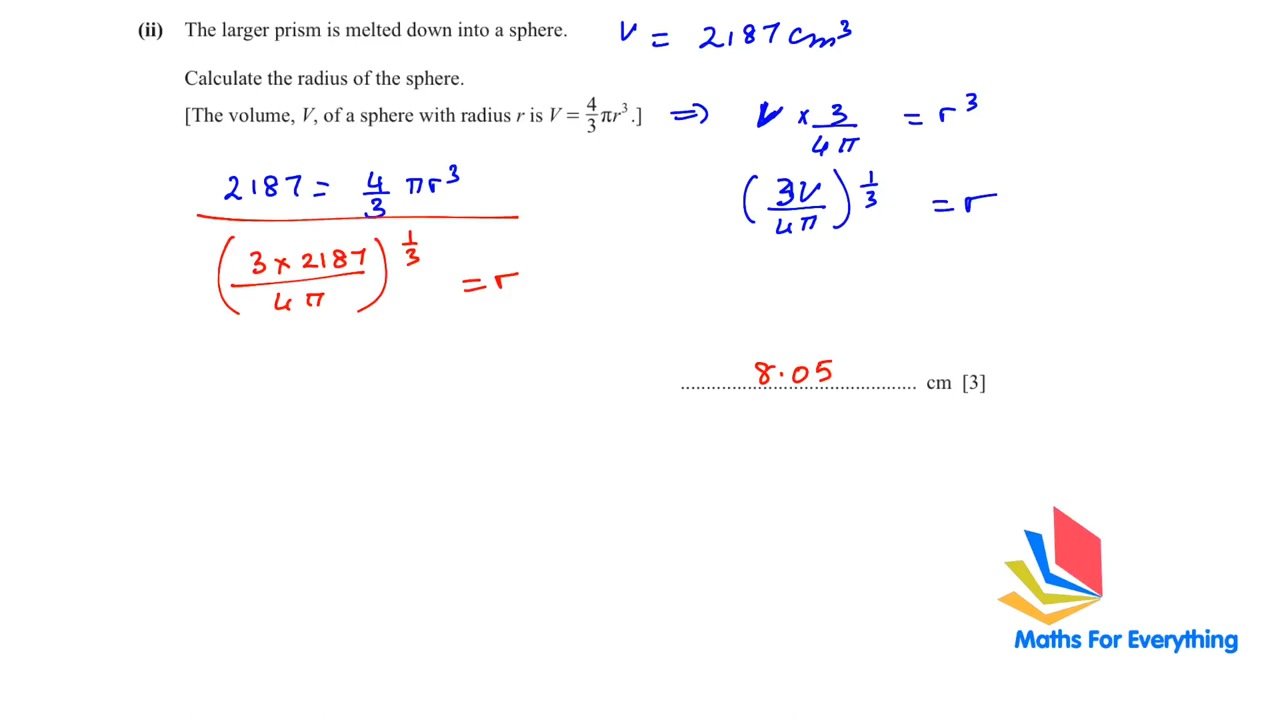 (ii) The larger prism is melted down into a sphere. V = 2187 cm³
Calculate the radius of the sphere.
[The volume, V, of a sphere with radius r is V = 4/3 πr³.] ⇒ V × 3/4π = r³
2187 = 4/3 πr³
(3V/4π)^1/3 = r
(3 × 2187/4π)^1/3 = r
8.05
........................................ cm [3]
Maths For Everything